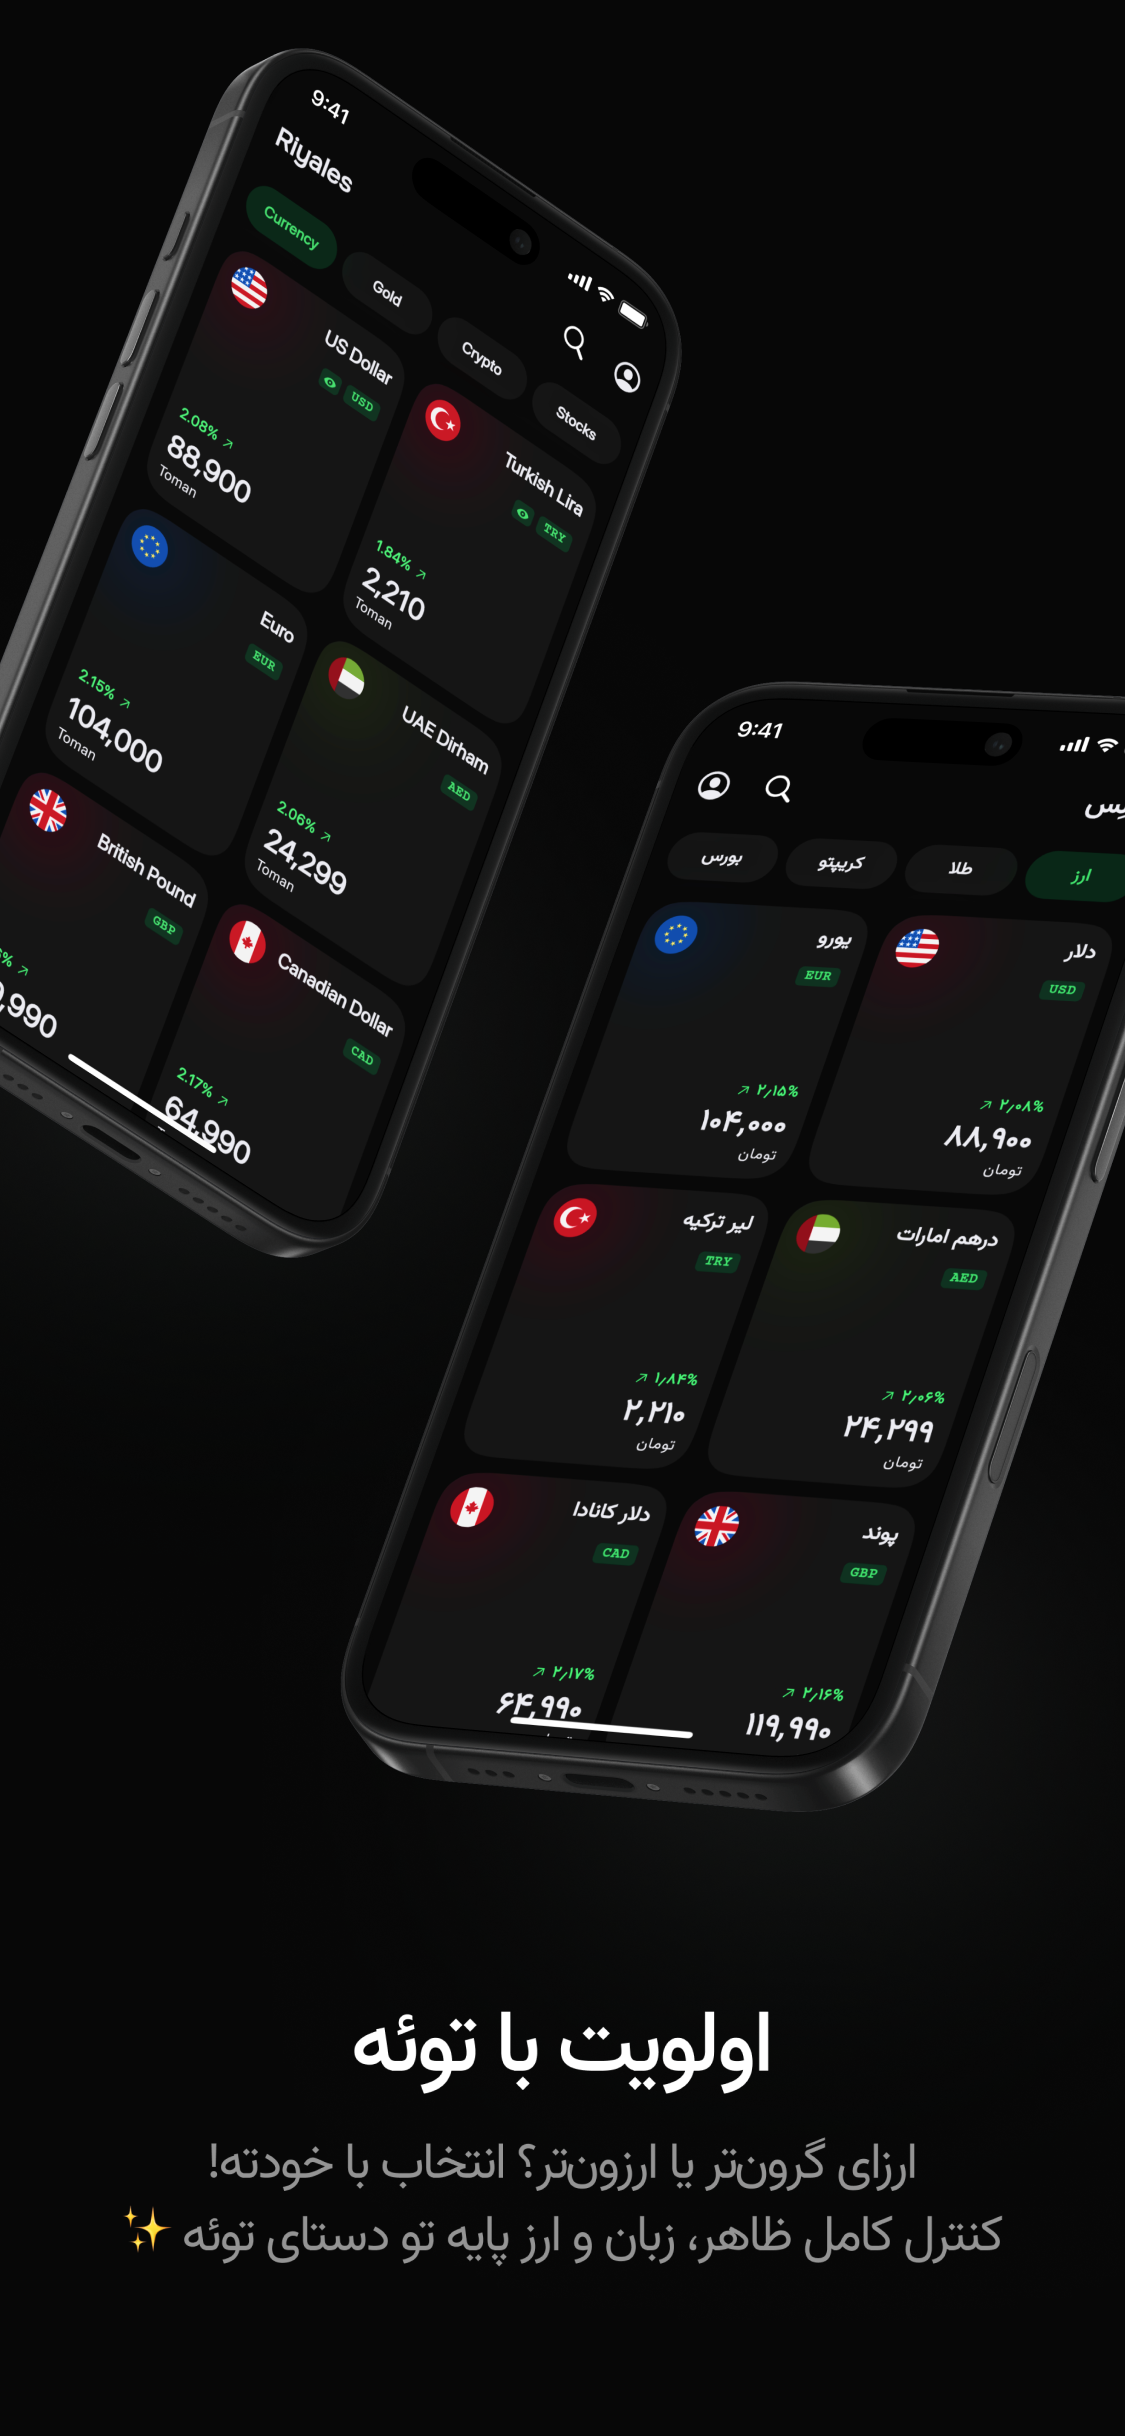 9:41
Riyales
Currency
Gold
Crypto
Stocks
US Dollar
USD
2.08%
88,900
Toman
Turkish Lira
TRY
1.84%
2,210
Toman
Euro
EUR
2.15%
104,000
Toman
UAE Dirham
AED
2.06%
24,299
Toman
British Pound
GBP
Canadian Dollar
CAD
2.17%
64,990
9:41
ارز
طلا
کریپتو
بورس
دلار
USD
۲٫۰۸%
۸۸,۹۰۰
تومان
یورو
EUR
۲٫۱۵%
۱۰۴,۰۰۰
تومان
درهم امارات
AED
۲٫۰۶%
۲۴,۲۹۹
تومان
لیر ترکیه
TRY
۱٫۸۴%
۲,۲۱۰
تومان
پوند
GBP
۲٫۱۶%
۱۱۹,۹۹۰
دلار کانادا
CAD
۲٫۱۷%
۶۴,۹۹۰
اولویت با توئه
ارزای گرون‌تر یا ارزون‌تر؟ انتخاب با خودته!
کنترل کامل ظاهر، زبان و ارز پایه تو دستای توئه ✨